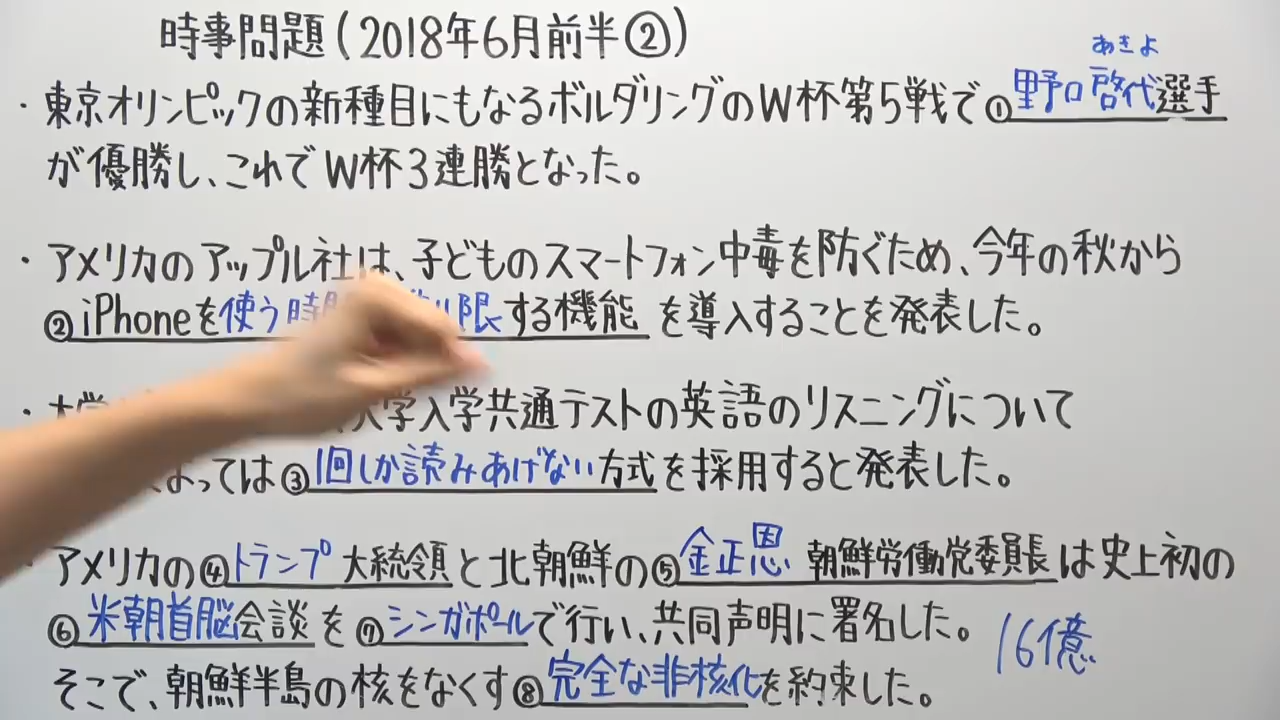 時事問題(2018年6月前半②)
あきよ
・東京オリンピックの新種目にもなるボルダリングのW杯第5戦で①野口啓代選手
が優勝し、これでW杯3連勝となった。
・アメリカのアップル社は、子どものスマートフォン中毒を防ぐため、今年の秋から
②iPhoneを使う時 限する機能を導入することを発表した。
・大学入学共通テストの英語のリスニングについて
よっては③1回しか読みあげない方式を採用すると発表した。
・アメリカの④トランプ大統領と北朝鮮の⑤金正恩 朝鮮労働党委員長は史上初の
⑥米朝首脳会談を⑦シンガポールで行い、共同声明に署名した。
16億
そこで、朝鮮半島の核をなくす⑧完全な非核化を約束した。